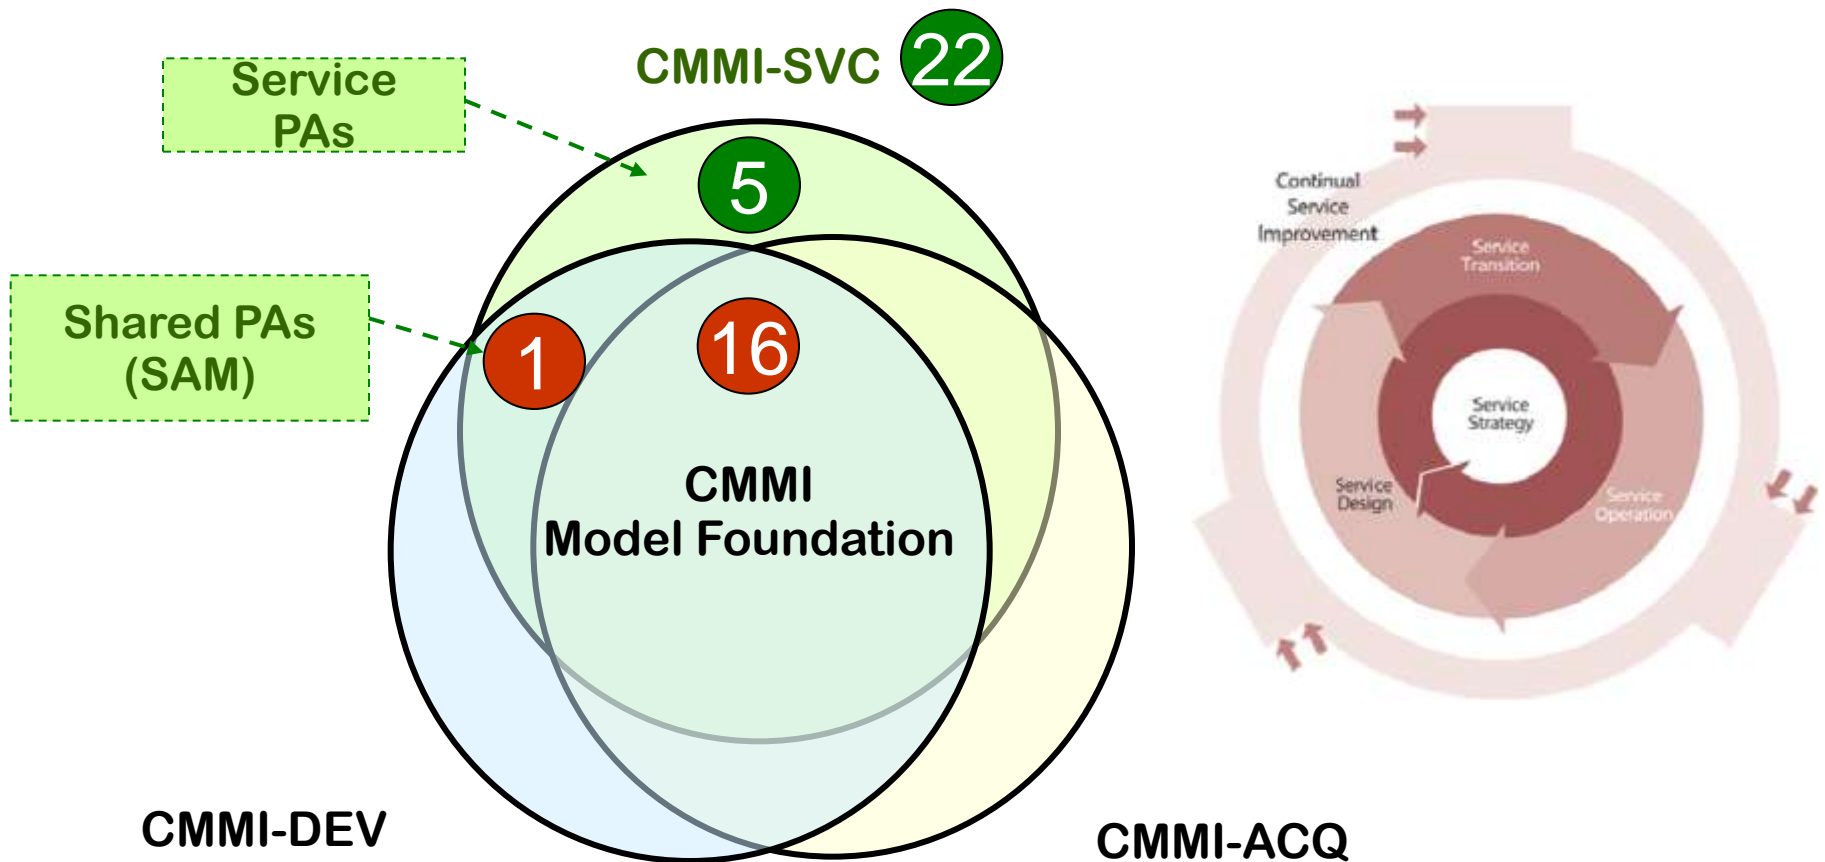 CMMI-SVC 22
Service
PAs
5
Shared PAs
(SAM)
1
16
CMMI
Model Foundation
CMMI-DEV
CMMI-ACQ
Continual
Service
Improvement
Service
Transition
Service
Strategy
Service
Design
Service
Operation